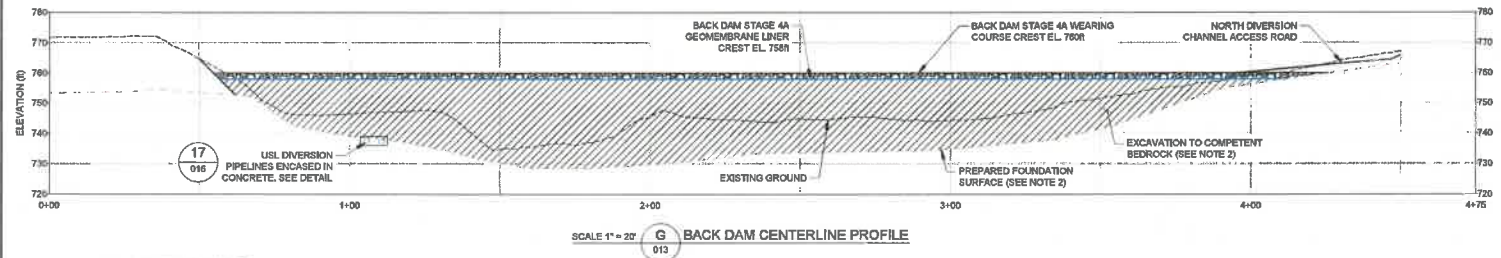 780
770
760
750
740
730
720
ELEVATION (ft)
BACK DAM STAGE 4A
GEOMEMBRANE LINER
CREST EL. 758ft
BACK DAM STAGE 4A WEARING
COURSE CREST EL. 760ft
NORTH DIVERSION
CHANNEL ACCESS ROAD
780
770
760
750
740
730
720
17
016
USL DIVERSION
PIPELINES ENCASED IN
CONCRETE. SEE DETAIL
EXISTING GROUND
EXCAVATION TO COMPETENT
BEDROCK (SEE NOTE 2)
PREPARED FOUNDATION
SURFACE (SEE NOTE 2)
0+00
1+00
2+00
3+00
4+00
4+75
SCALE 1" = 20'
G
013
BACK DAM CENTERLINE PROFILE